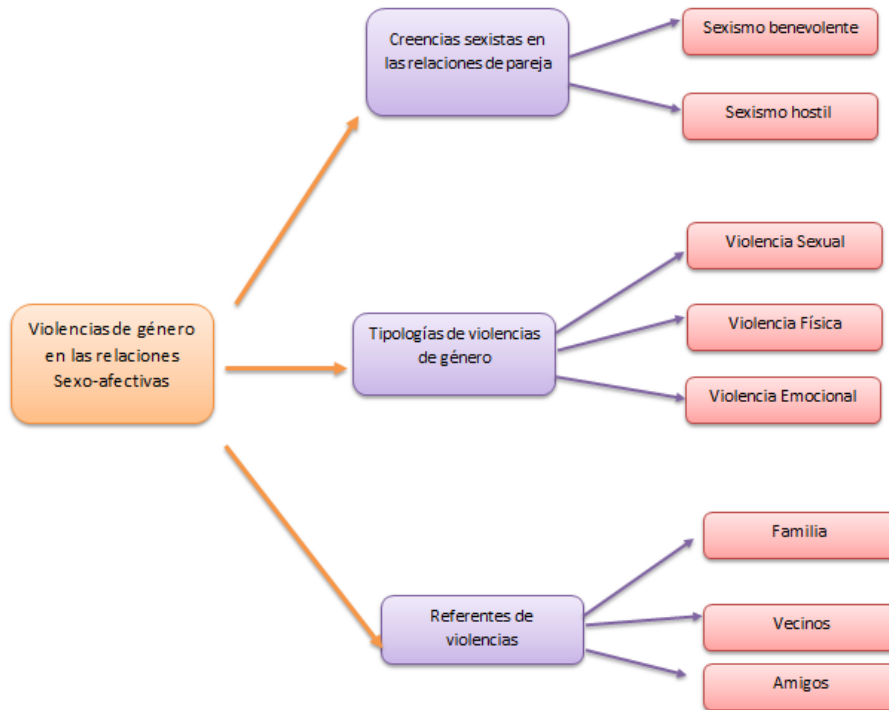 Violencias de género
en las relaciones
Sexo-afectivas
Creencias sexistas en
las relaciones de pareja
Sexismo benevolente
Sexismo hostil
Tipologías de violencias
de género
Violencia Sexual
Violencia Física
Violencia Emocional
Referentes de
violencias
Familia
Vecinos
Amigos